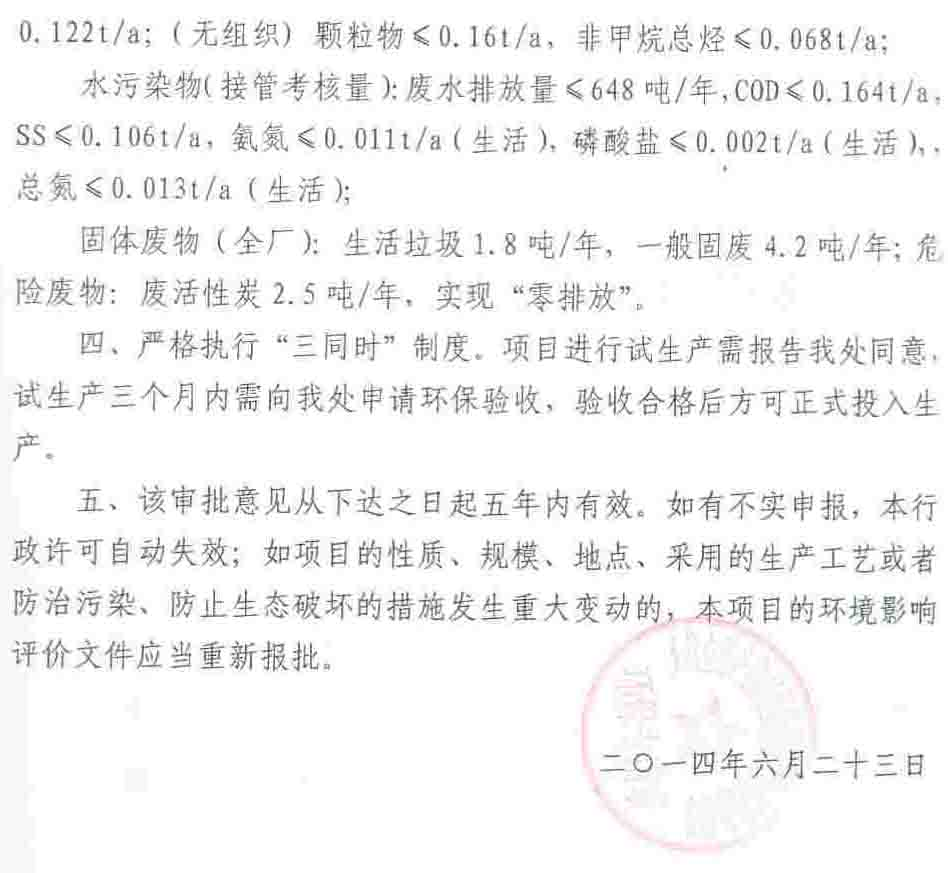 0.122t/a;（无组织）颗粒物≤0.16t/a，非甲烷总烃≤0.068t/a;
水污染物(接管考核量):废水排放量≤648吨/年,COD≤0.164t/a,
SS≤0.106t/a，氨氮≤0.011t/a(生活)，磷酸盐≤0.002t/a(生活),
总氮≤0.013t/a（生活);
固体废物（全厂): 生活垃圾1.8吨/年，一般固废4.2吨/年; 危
险废物: 废活性炭2.5吨/年，实现“零排放”。
四、严格执行“三同时”制度。项目进行试生产需报告我处同意，
试生产三个月内需向我处申请环保验收，验收合格后方可正式投入生
产。
五、该审批意见从下达之日起五年内有效。如有不实申报，本行
政许可自动失效；如项目的性质、规模、地点、采用的生产工艺或者
防治污染、防止生态破坏的措施发生重大变动的，本项目的环境影响
评价文件应当重新报批。
二〇一四年六月二十三日